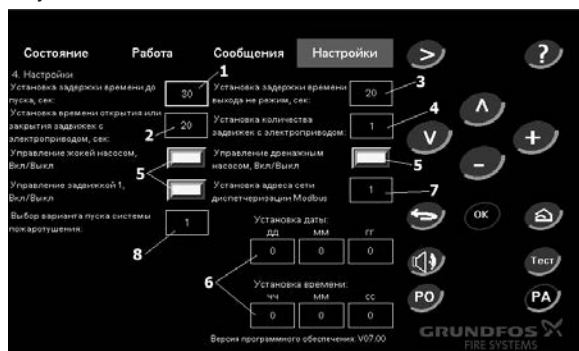 Состояние Работа Сообщения Настройки
4. Настройки
Установка задержки времени до
пуска, сек:
30
1
Установка задержки времени
выхода не режим, сек:
20
3
Установка времени открытия или
закрытия задвижек с
электроприводом, сек:
20
2
Установка количества
задвижек с электроприводом:
1
4
Управление жокей насосом,
Вкл/Выкл
5
Управление дренажным
насосом, Вкл/Выкл
5
Управление задвижкой 1,
Вкл/Выкл
Установка адреса сети
диспетчеризации Modbus
1
7
Выбор варианта пуска системы
пожаротушения:
1
8
Установка даты:
дд мм гг
0 0 0
6
Установка времени:
чч мм сс
0 0 0
Версия программного обеспечения: V07.00
> ?
Λ
V +
–
OK
Тест
РО РА
GRUNDFOS
FIRE SYSTEMS